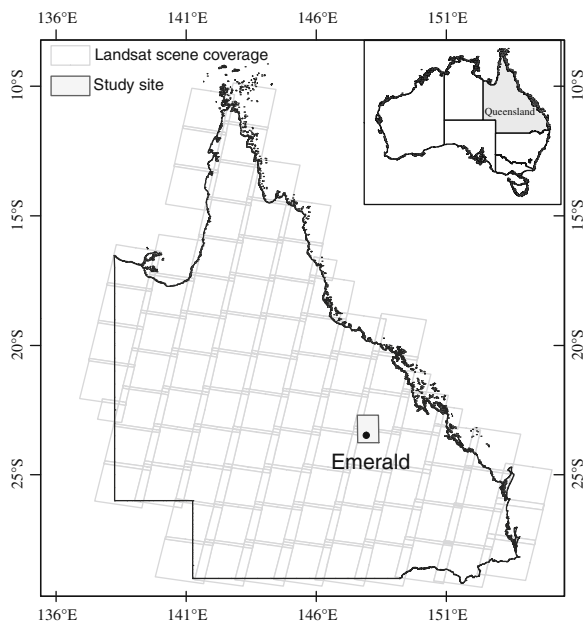 136°E 141°E 146°E 151°E
Landsat scene coverage
Study site
Queensland
10°S 10°S
15°S 15°S
20°S 20°S
Emerald
25°S 25°S
136°E 141°E 146°E 151°E